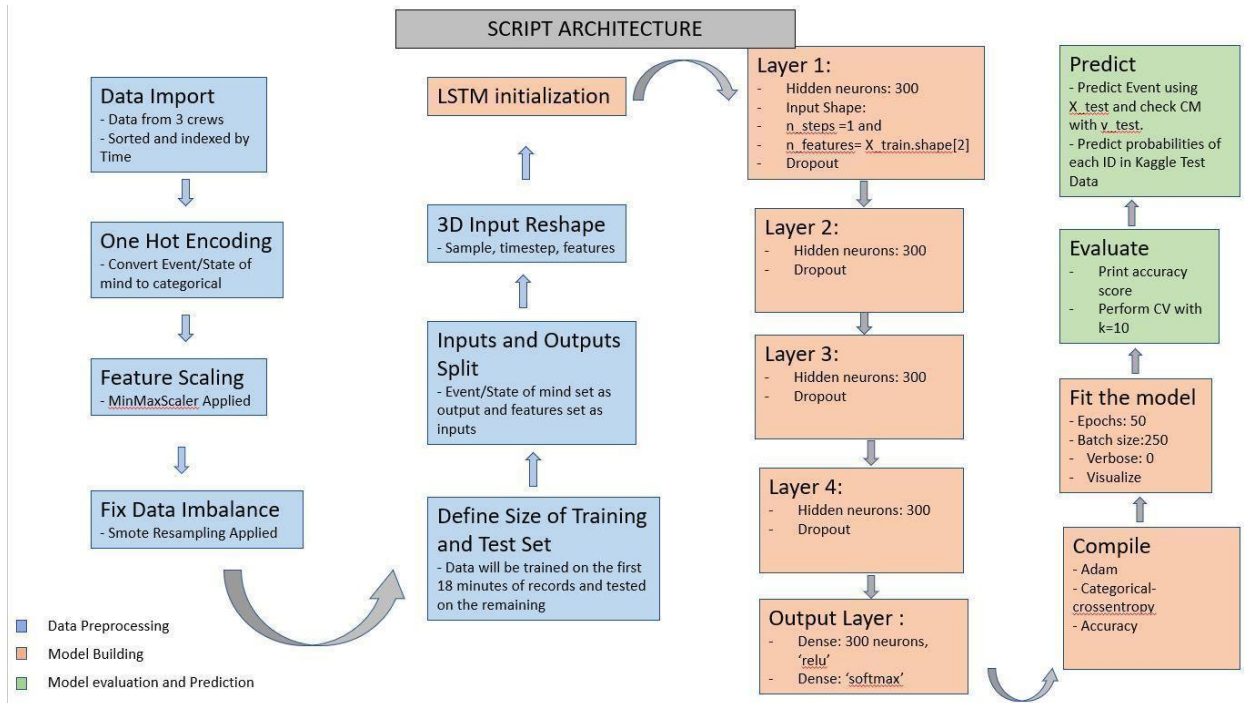 SCRIPT ARCHITECTURE
Data Import
- Data from 3 crews
- Sorted and indexed by
Time
One Hot Encoding
- Convert Event/State of
mind to categorical
Feature Scaling
- MinMaxScaler Applied
Fix Data Imbalance
- Smote Resampling Applied
Define Size of Training
and Test Set
- Data will be trained on the first
18 minutes of records and tested
on the remaining
Inputs and Outputs
Split
- Event/State of mind set as
output and features set as
inputs
3D Input Reshape
- Sample, timestep, features
LSTM initialization
Layer 1:
- Hidden neurons: 300
- Input Shape:
- n_steps =1 and
- n_features= X_train.shape[2]
- Dropout
Layer 2:
- Hidden neurons: 300
- Dropout
Layer 3:
- Hidden neurons: 300
- Dropout
Layer 4:
- Hidden neurons: 300
- Dropout
Output Layer :
- Dense: 300 neurons,
‘relu’
- Dense: ‘softmax’
Compile
- Adam
- Categorical-
crossentropy
- Accuracy
Fit the model
- Epochs: 50
- Batch size:250
- Verbose: 0
- Visualize
Evaluate
- Print accuracy
score
- Perform CV with
k=10
Predict
- Predict Event using
X_test and check CM
with y_test.
- Predict probabilities of
each ID in Kaggle Test
Data
Data Preprocessing
Model Building
Model evaluation and Prediction